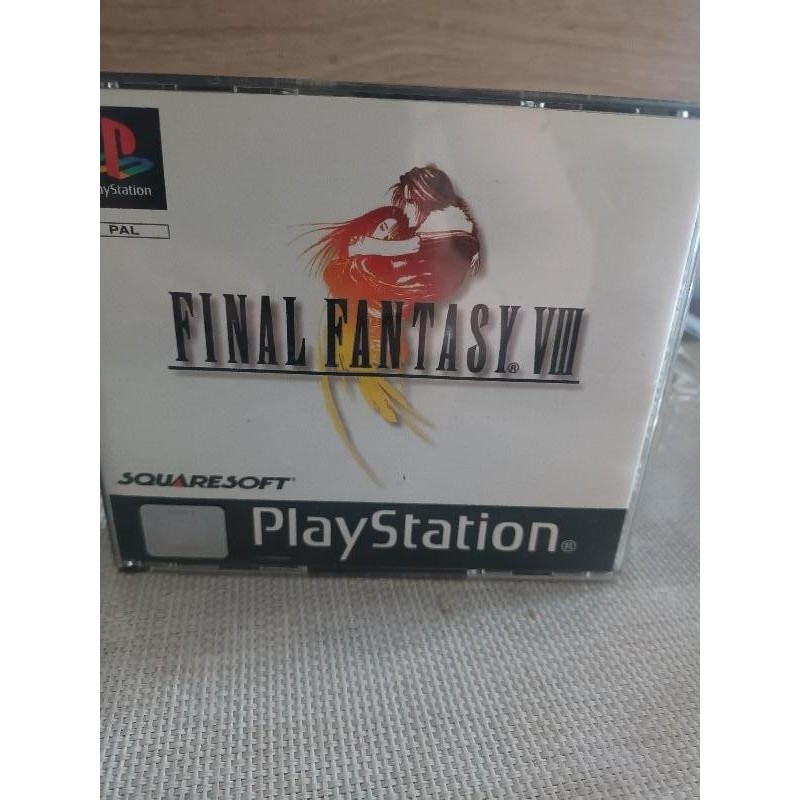 PlayStation
PAL
FINAL FANTASY® VIII
SQUARESOFT®
PlayStation®